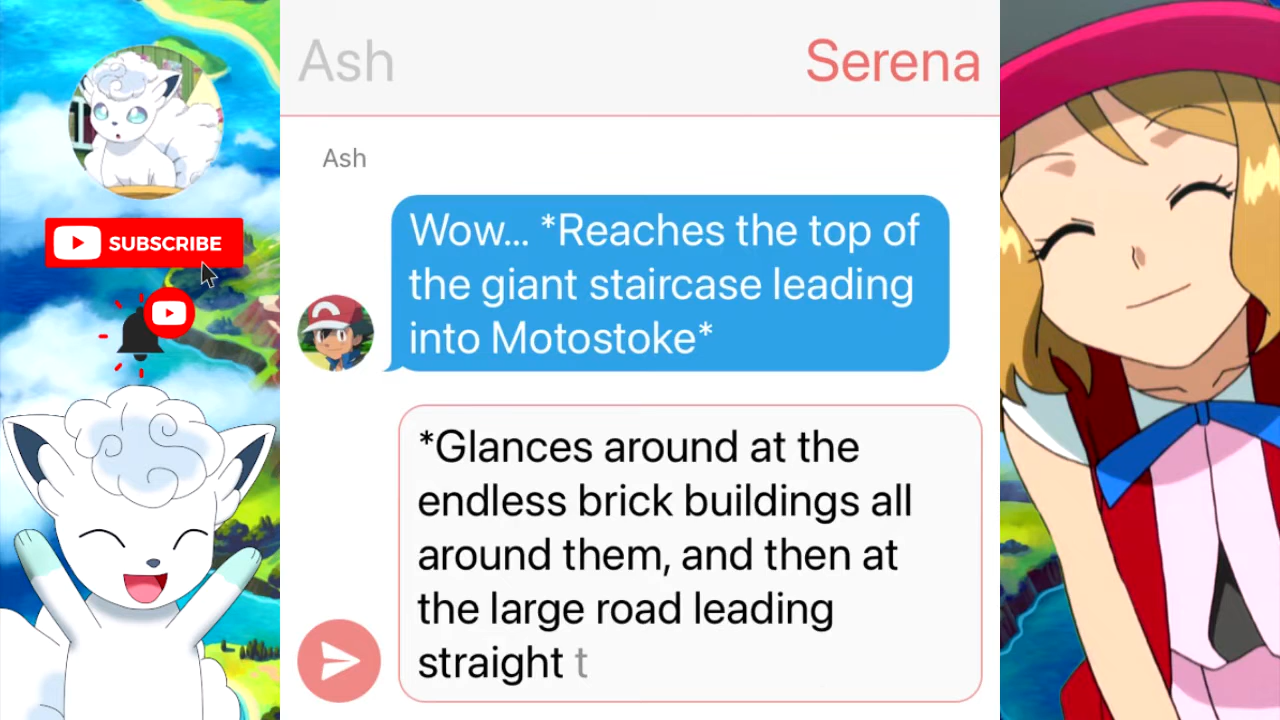 Ash Serena
Ash
SUBSCRIBE
Wow... *Reaches the top of
the giant staircase leading
into Motostoke*
*Glances around at the
endless brick buildings all
around them, and then at
the large road leading
straight t